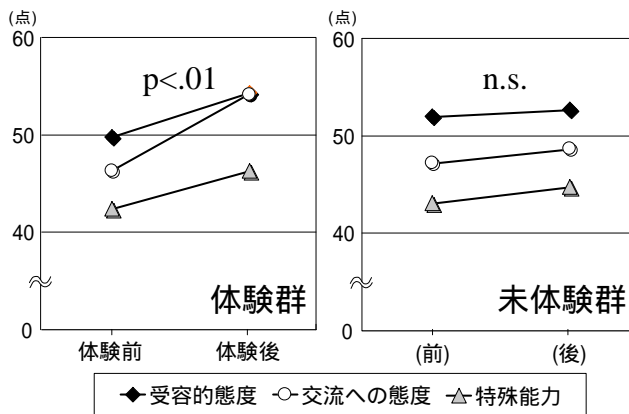 (点)
60
50
40
0
p<.01
体験群
体験前
体験後
(点)
60
50
40
0
n.s.
未体験群
(前)
(後)
受容的態度
交流への態度
特殊能力